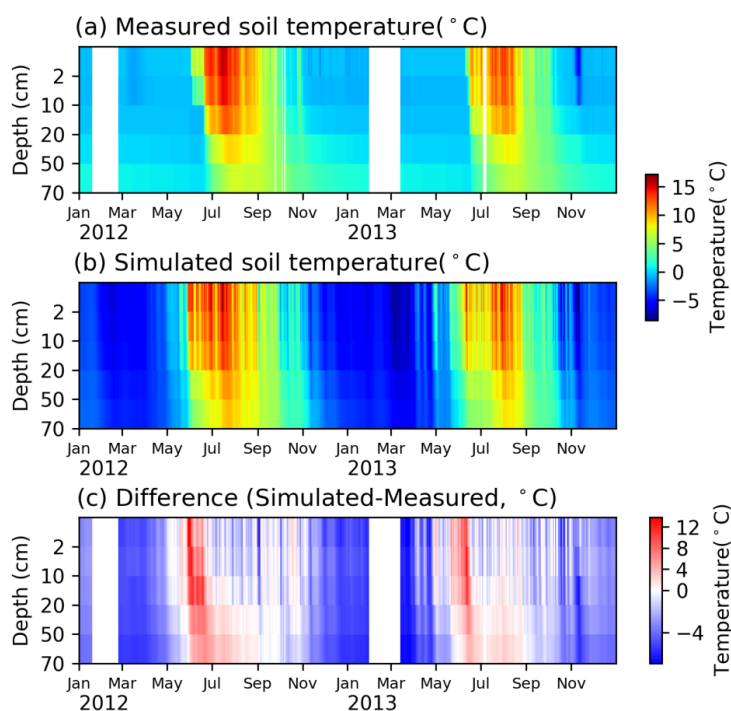 (a) Measured soil temperature(°C)
Depth (cm)
2
10
20
50
70
Jan Mar May Jul Sep Nov Jan Mar May Jul Sep Nov
2012 2013
(b) Simulated soil temperature(°C)
Depth (cm)
2
10
20
50
70
Jan Mar May Jul Sep Nov Jan Mar May Jul Sep Nov
2012 2013
15
10
5
0
−5
Temperature(°C)
(c) Difference (Simulated-Measured, °C)
Depth (cm)
2
10
20
50
70
Jan Mar May Jul Sep Nov Jan Mar May Jul Sep Nov
2012 2013
12
8
4
0
−4
Temperature(°C)